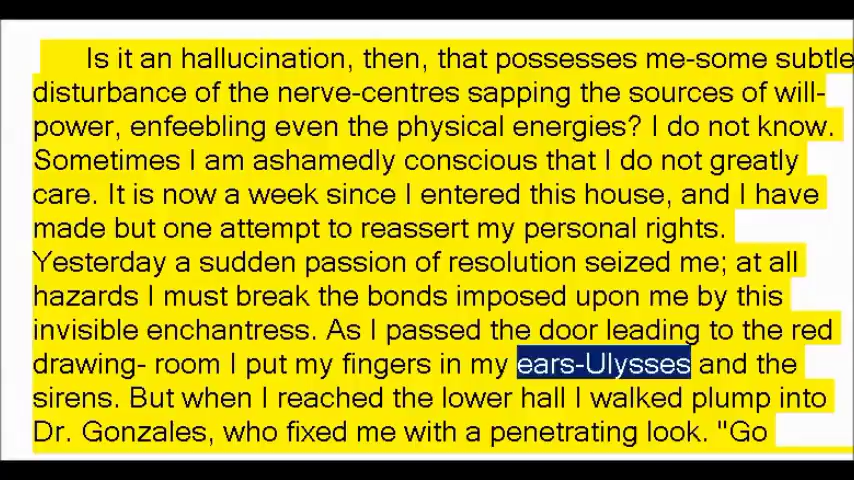 Is it an hallucination, then, that possesses me-some subtle
disturbance of the nerve-centres sapping the sources of will-
power, enfeebling even the physical energies? I do not know.
Sometimes I am ashamedly conscious that I do not greatly
care. It is now a week since I entered this house, and I have
made but one attempt to reassert my personal rights.
Yesterday a sudden passion of resolution seized me; at all
hazards I must break the bonds imposed upon me by this
invisible enchantress. As I passed the door leading to the red
drawing- room I put my fingers in my ears-Ulysses and the
sirens. But when I reached the lower hall I walked plump into
Dr. Gonzales, who fixed me with a penetrating look. "Go